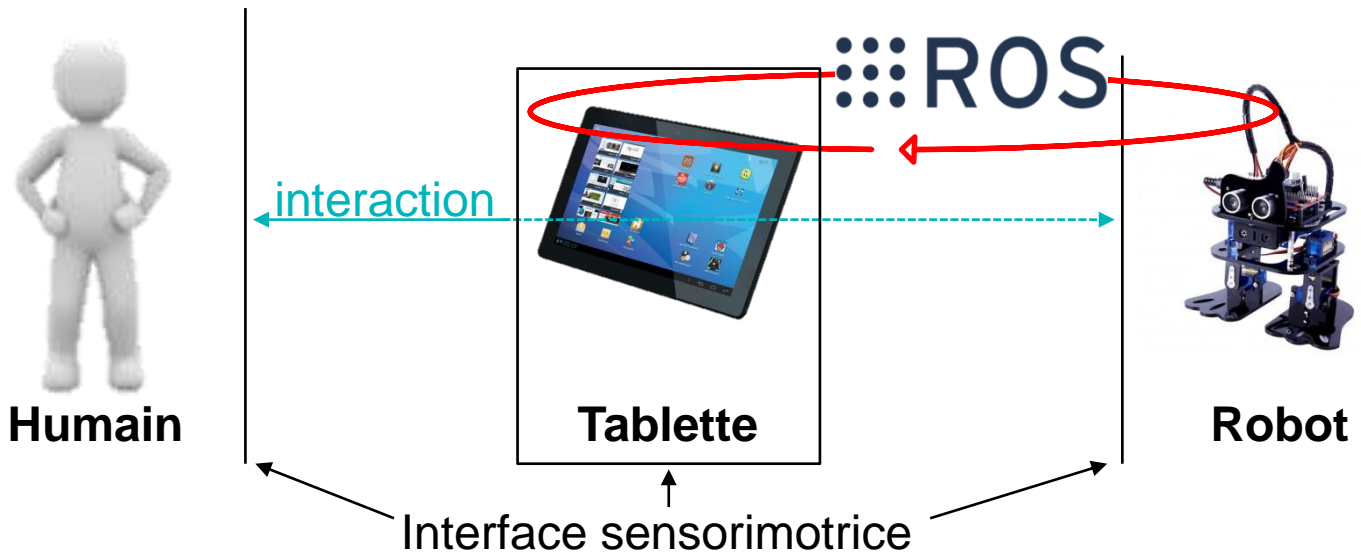 ROS
interaction
Humain
Tablette
Robot
Interface sensorimotrice